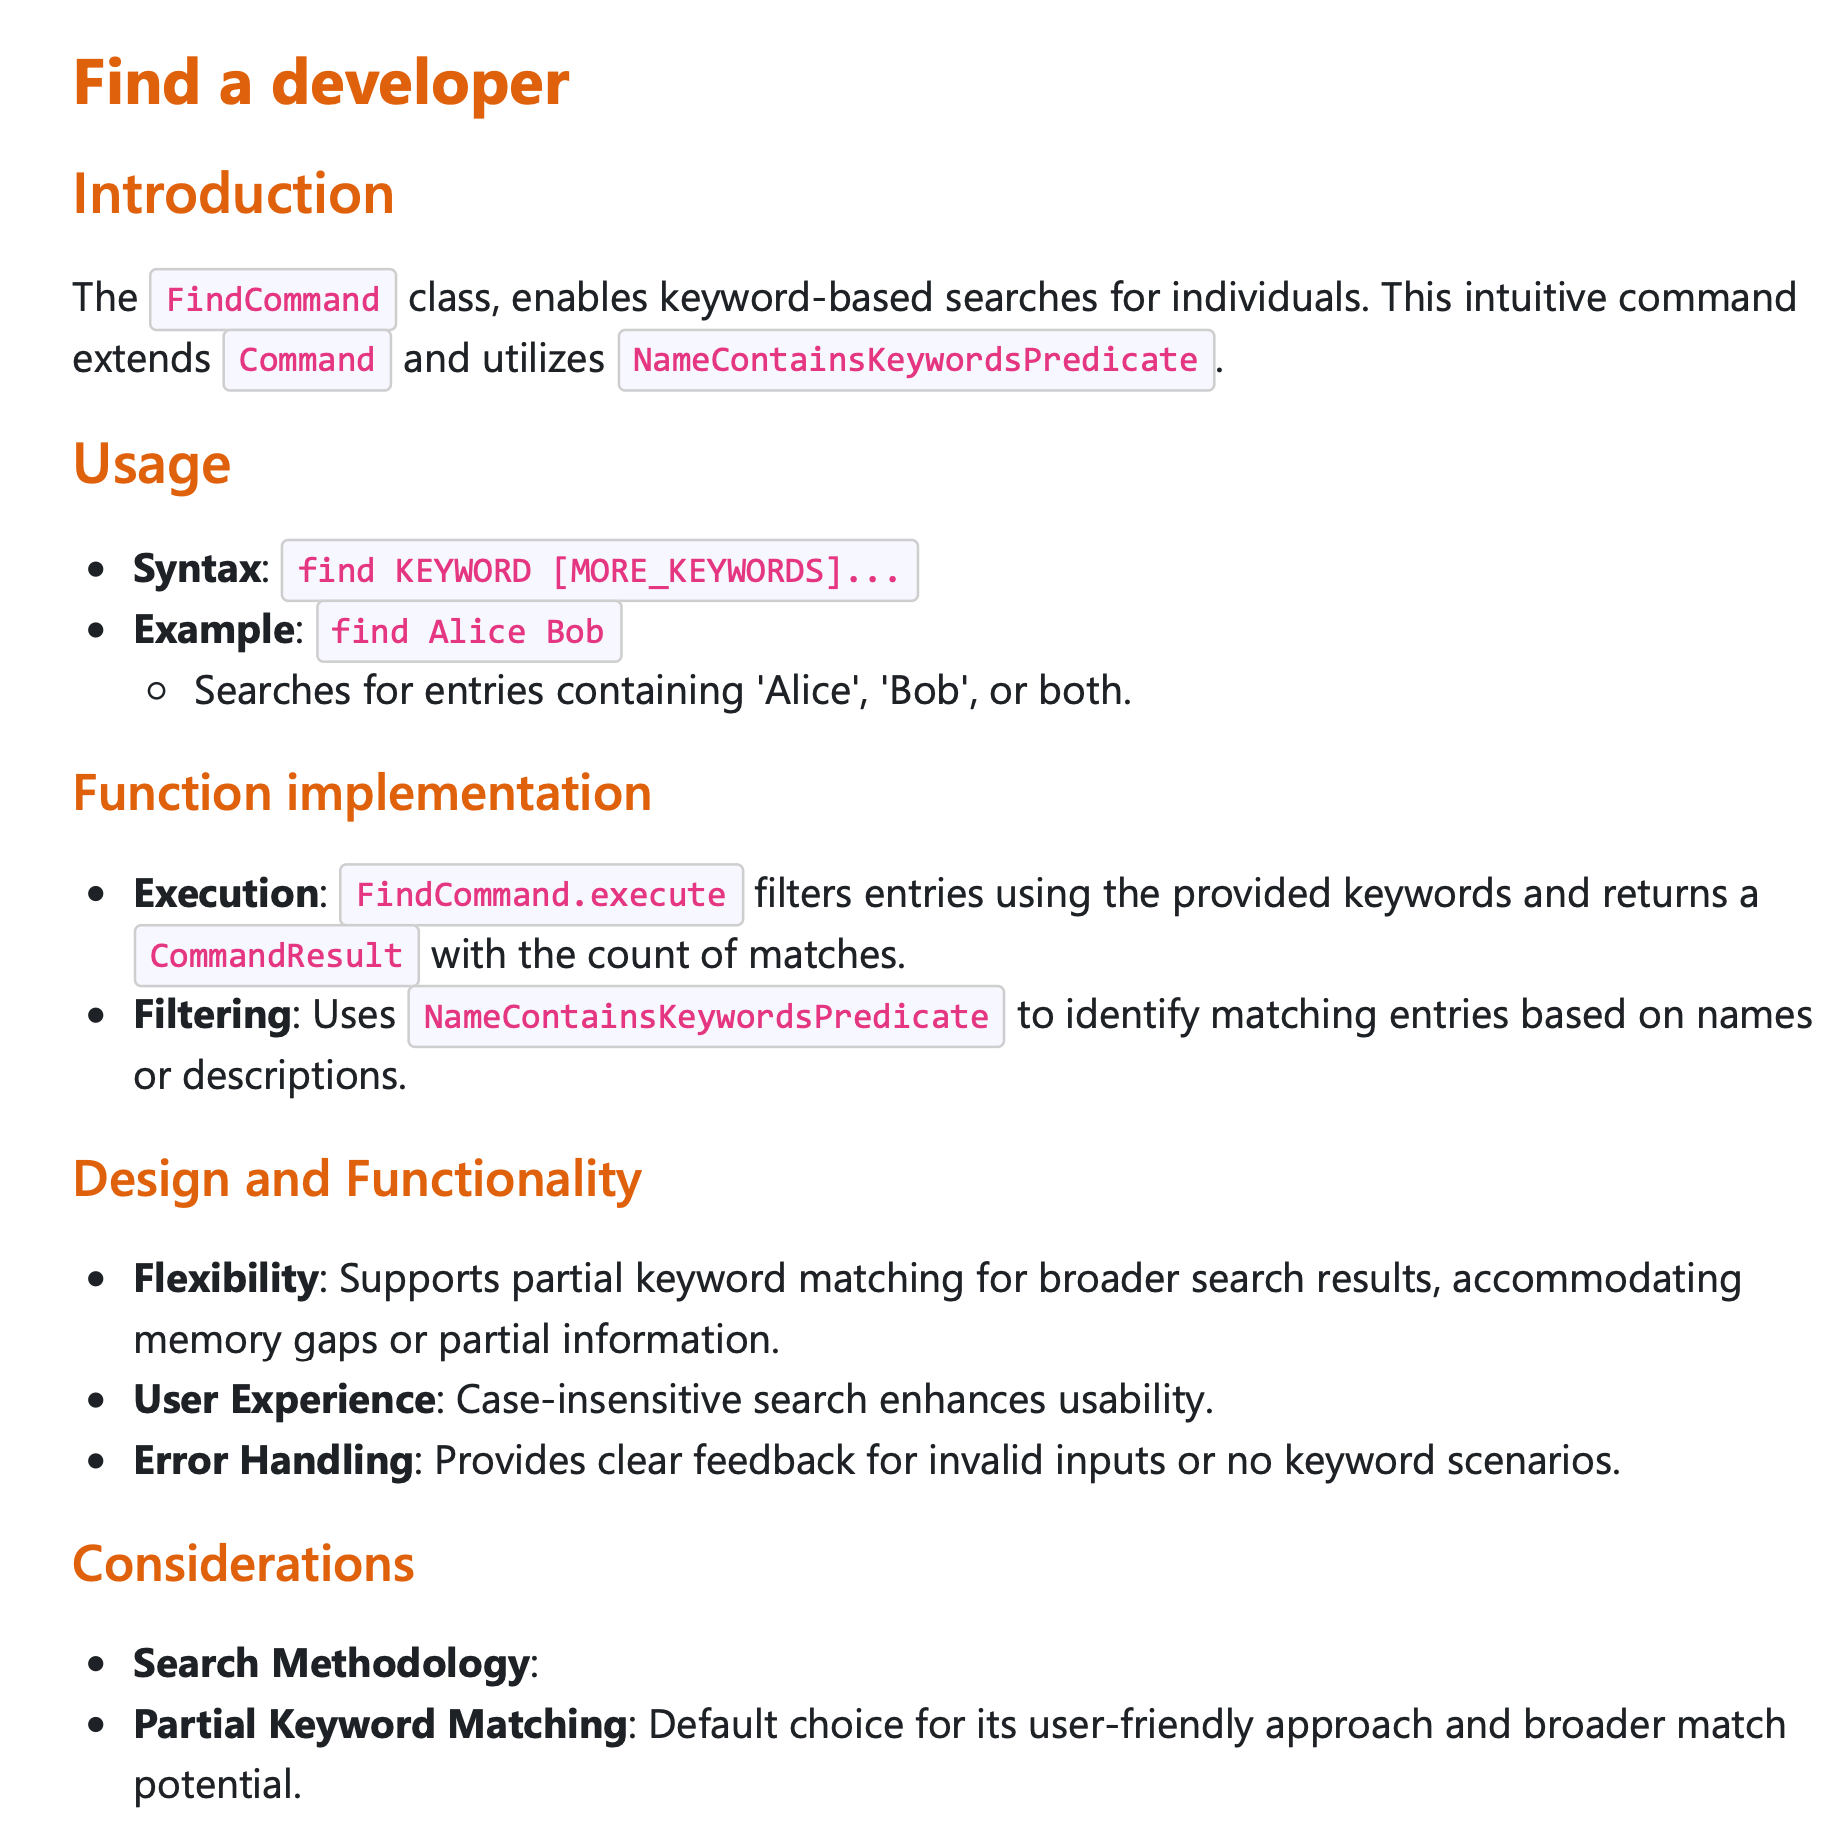 Find a developer
Introduction
The FindCommand class, enables keyword-based searches for individuals. This intuitive command
extends Command and utilizes NameContainsKeywordsPredicate.
Usage
• Syntax: find KEYWORD [MORE_KEYWORDS]...
• Example: find Alice Bob
○ Searches for entries containing 'Alice', 'Bob', or both.
Function implementation
• Execution: FindCommand.execute filters entries using the provided keywords and returns a
CommandResult with the count of matches.
• Filtering: Uses NameContainsKeywordsPredicate to identify matching entries based on names
or descriptions.
Design and Functionality
• Flexibility: Supports partial keyword matching for broader search results, accommodating
memory gaps or partial information.
• User Experience: Case-insensitive search enhances usability.
• Error Handling: Provides clear feedback for invalid inputs or no keyword scenarios.
Considerations
• Search Methodology:
• Partial Keyword Matching: Default choice for its user-friendly approach and broader match
potential.